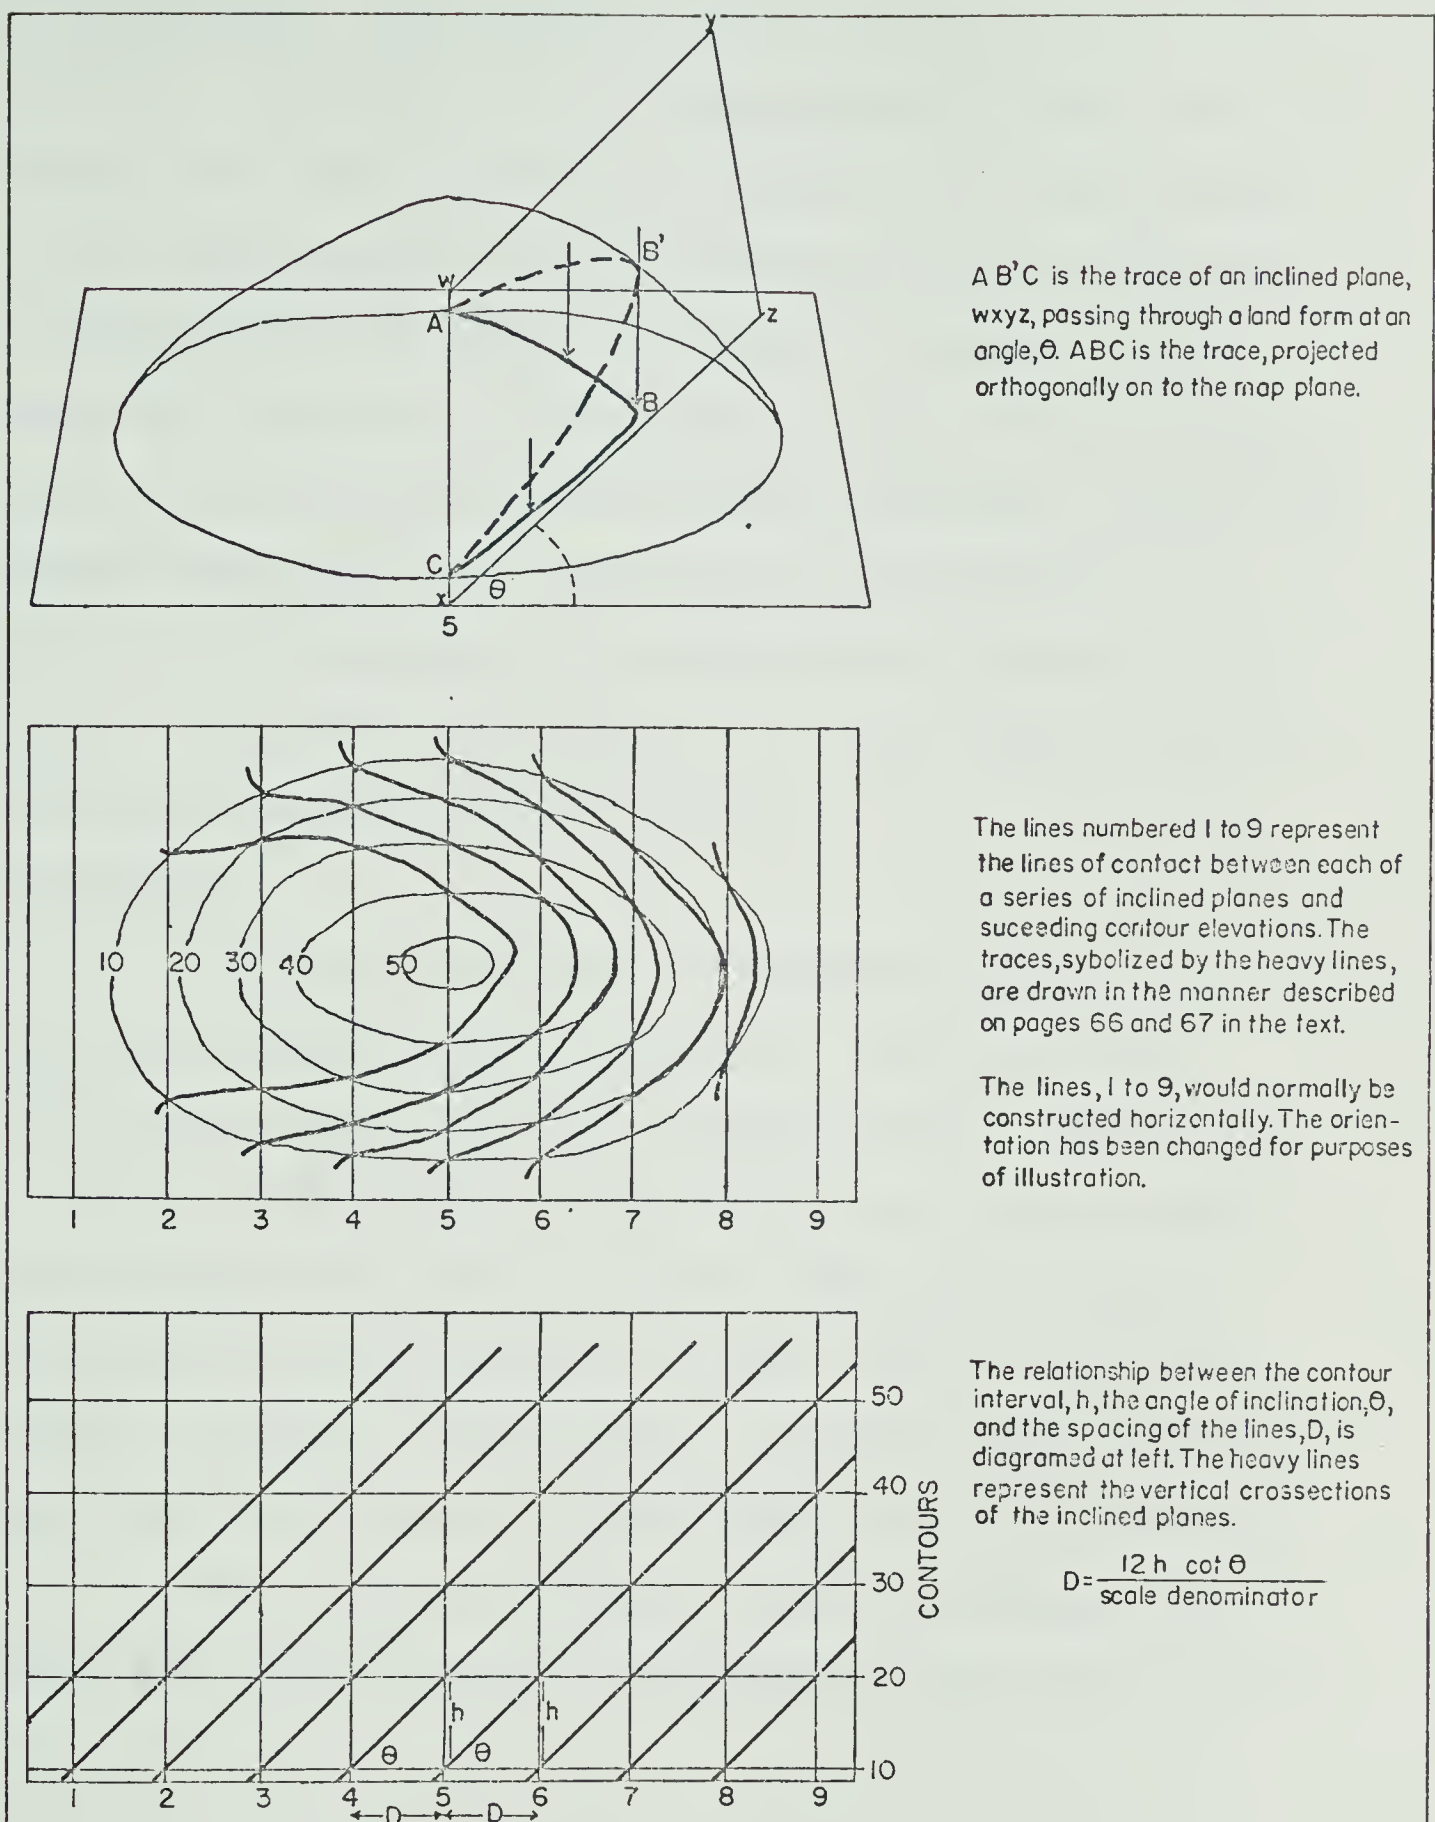 y
B'
w
A
z
B
C
θ
x
5
A B'C is the trace of an inclined plane,
wxyz, passing through a land form at an
angle, θ. ABC is the trace, projected
orthogonally on to the map plane.
10 20 30 40 50
1 2 3 4 5 6 7 8 9
The lines numbered 1 to 9 represent
the lines of contact between each of
a series of inclined planes and
suceeding contour elevations. The
traces, sybolized by the heavy lines,
are drawn in the manner described
on pages 66 and 67 in the text.
The lines, 1 to 9, would normally be
constructed horizontally. The orien-
tation has been changed for purposes
of illustration.
50
40
30
20
10
CONTOURS
h h
θ θ
1 2 3 4 5 6 7 8 9
D D
The relationship between the contour
interval, h, the angle of inclination, θ,
and the spacing of the lines, D, is
diagramed at left. The heavy lines
represent the vertical crossections
of the inclined planes.
D = 12 h cot θ / scale denominator